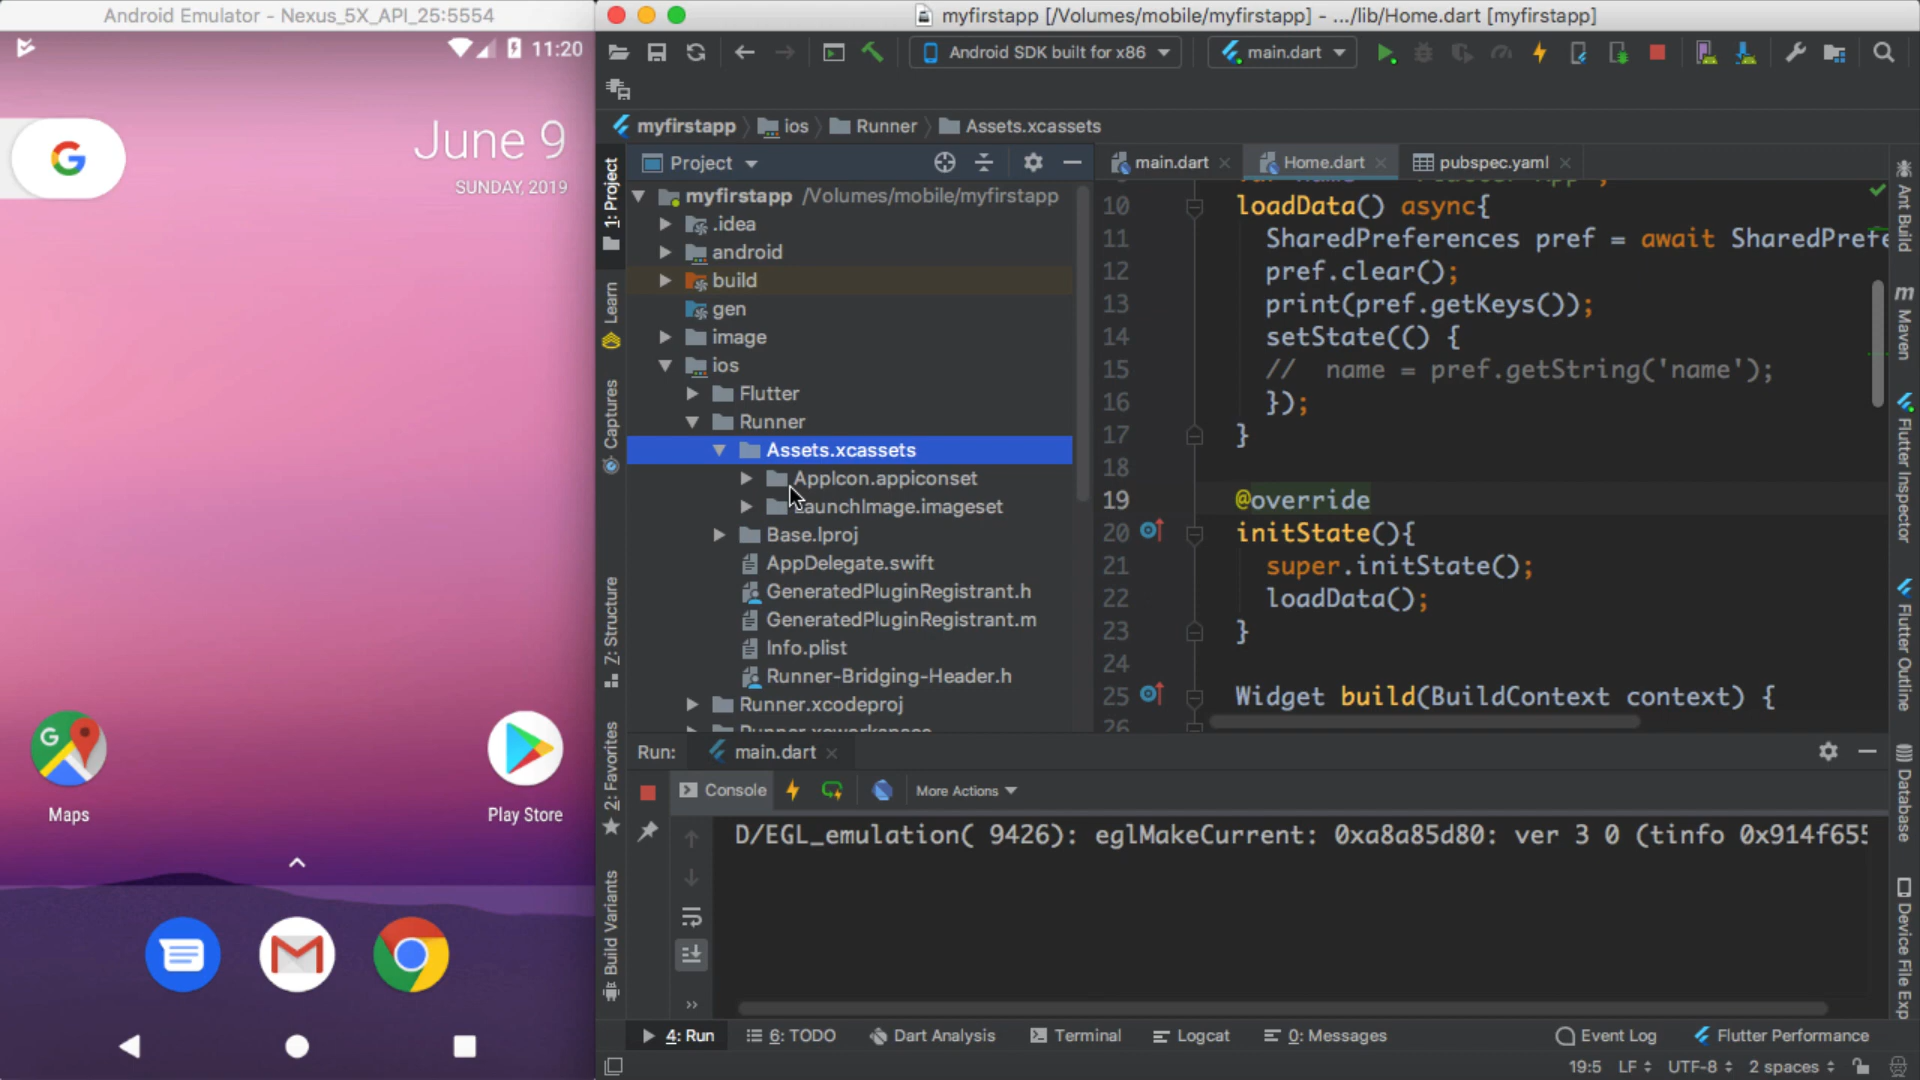 Android Emulator - Nexus_5X_API_25:5554
11:20
June 9
SUNDAY, 2019
Maps
Play Store
myfirstapp [/Volumes/mobile/myfirstapp] - .../lib/Home.dart [myfirstapp]
Android SDK built for x86
main.dart
myfirstapp
ios
Runner
Assets.xcassets
1: Project
Learn
Captures
Z: Structure
2: Favorites
Build Variants
Project
myfirstapp /Volumes/mobile/myfirstapp
.idea
android
build
gen
image
ios
Flutter
Runner
Assets.xcassets
AppIcon.appiconset
LaunchImage.imageset
Base.lproj
AppDelegate.swift
GeneratedPluginRegistrant.h
GeneratedPluginRegistrant.m
Info.plist
Runner-Bridging-Header.h
Runner.xcodeproj
main.dart
Home.dart
pubspec.yaml
10 loadData() async{
11 SharedPreferences pref = await SharedPrefe
12 pref.clear();
13 print(pref.getKeys());
14 setState(() {
15 // name = pref.getString('name');
16 });
17 }
18
19 @override
20 initState(){
21 super.initState();
22 loadData();
23 }
24
25 Widget build(BuildContext context) {
26
Ant Build
Maven
Flutter Inspector
Flutter Outline
Database
Device File Exp
Run: main.dart
Console
More Actions
D/EGL_emulation( 9426): eglMakeCurrent: 0xa8a85d80: ver 3 0 (tinfo 0x914f655
4: Run
6: TODO
Dart Analysis
Terminal
Logcat
0: Messages
Event Log
Flutter Performance
19:5 LF UTF-8 2 spaces